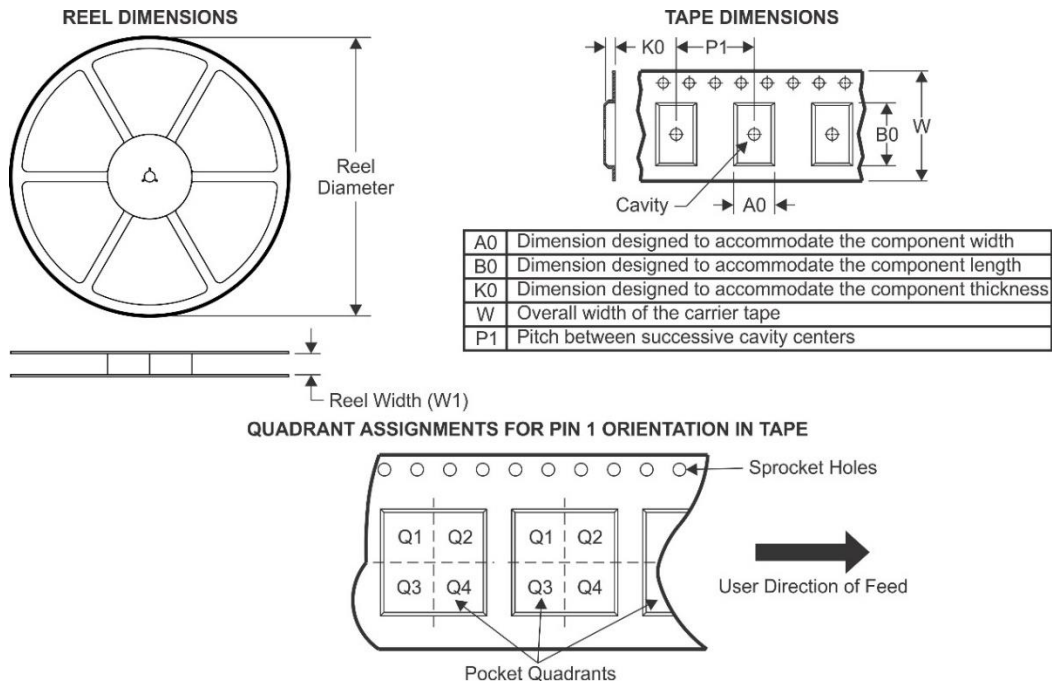 REEL DIMENSIONS
Reel
Diameter
Reel Width (W1)
TAPE DIMENSIONS
K0
P1
B0
W
Cavity
A0
A0 Dimension designed to accommodate the component width
B0 Dimension designed to accommodate the component length
K0 Dimension designed to accommodate the component thickness
W Overall width of the carrier tape
P1 Pitch between successive cavity centers
QUADRANT ASSIGNMENTS FOR PIN 1 ORIENTATION IN TAPE
Sprocket Holes
Q1 Q2 Q1 Q2
Q3 Q4 Q3 Q4
User Direction of Feed
Pocket Quadrants